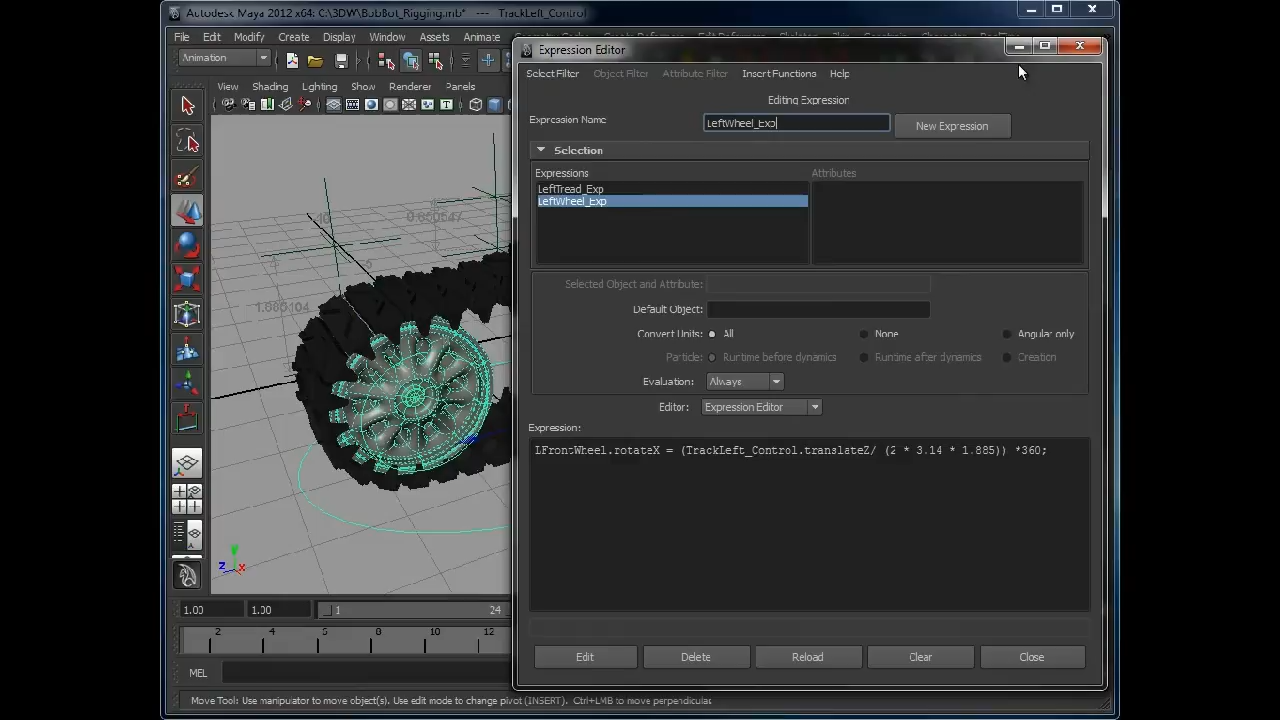 Autodesk Maya 2012 x64: C:\3DW\BobBot_Rigging.mb* --- TrackLeft_Control
File Edit Modify Create Display Window Assets Animate
Expression Editor
Animation
Select Filter Object Filter Attribute Filter Insert Functions Help
View Shading Lighting Show Renderer Panels
Editing Expression
Expression Name LeftWheel_Exp New Expression
Selection
Expressions Attributes
LeftTread_Exp
LeftWheel_Exp
10
0.850547
5
1.680104
Selected Object and Attribute:
Default Object:
Convert Units: All None Angular only
Particle: Runtime before dynamics Runtime after dynamics Creation
Evaluation: Always
Editor: Expression Editor
Expression:
LFrontWheel.rotateX = (TrackLeft_Control.translateZ/ (2 * 3.14 * 1.885)) *360;
Y
Z X
1.00 1.00 1 24
2 4 6 8 10 12
Edit Delete Reload Clear Close
MEL
Move Tool: Use manipulator to move object(s). Use edit mode to change pivot (INSERT). Ctrl+LMB to move perpendicular.